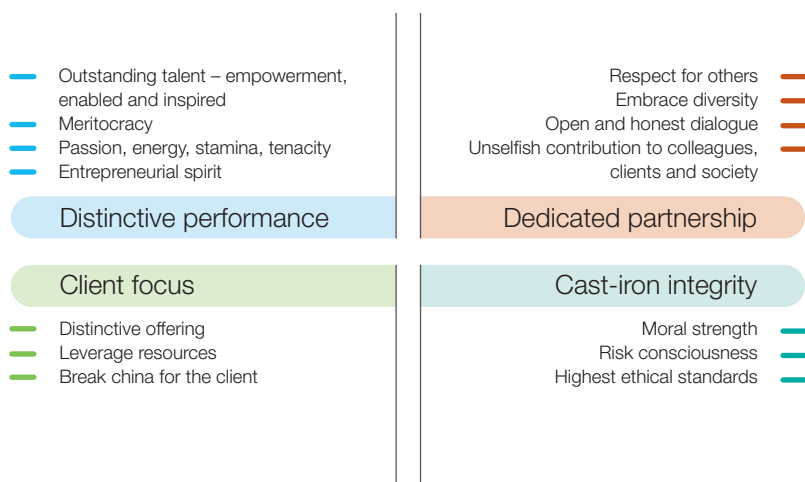 Outstanding talent – empowerment,
enabled and inspired
Meritocracy
Passion, energy, stamina, tenacity
Entrepreneurial spirit
Distinctive performance
Respect for others
Embrace diversity
Open and honest dialogue
Unselfish contribution to colleagues,
clients and society
Dedicated partnership
Client focus
Distinctive offering
Leverage resources
Break china for the client
Cast-iron integrity
Moral strength
Risk consciousness
Highest ethical standards